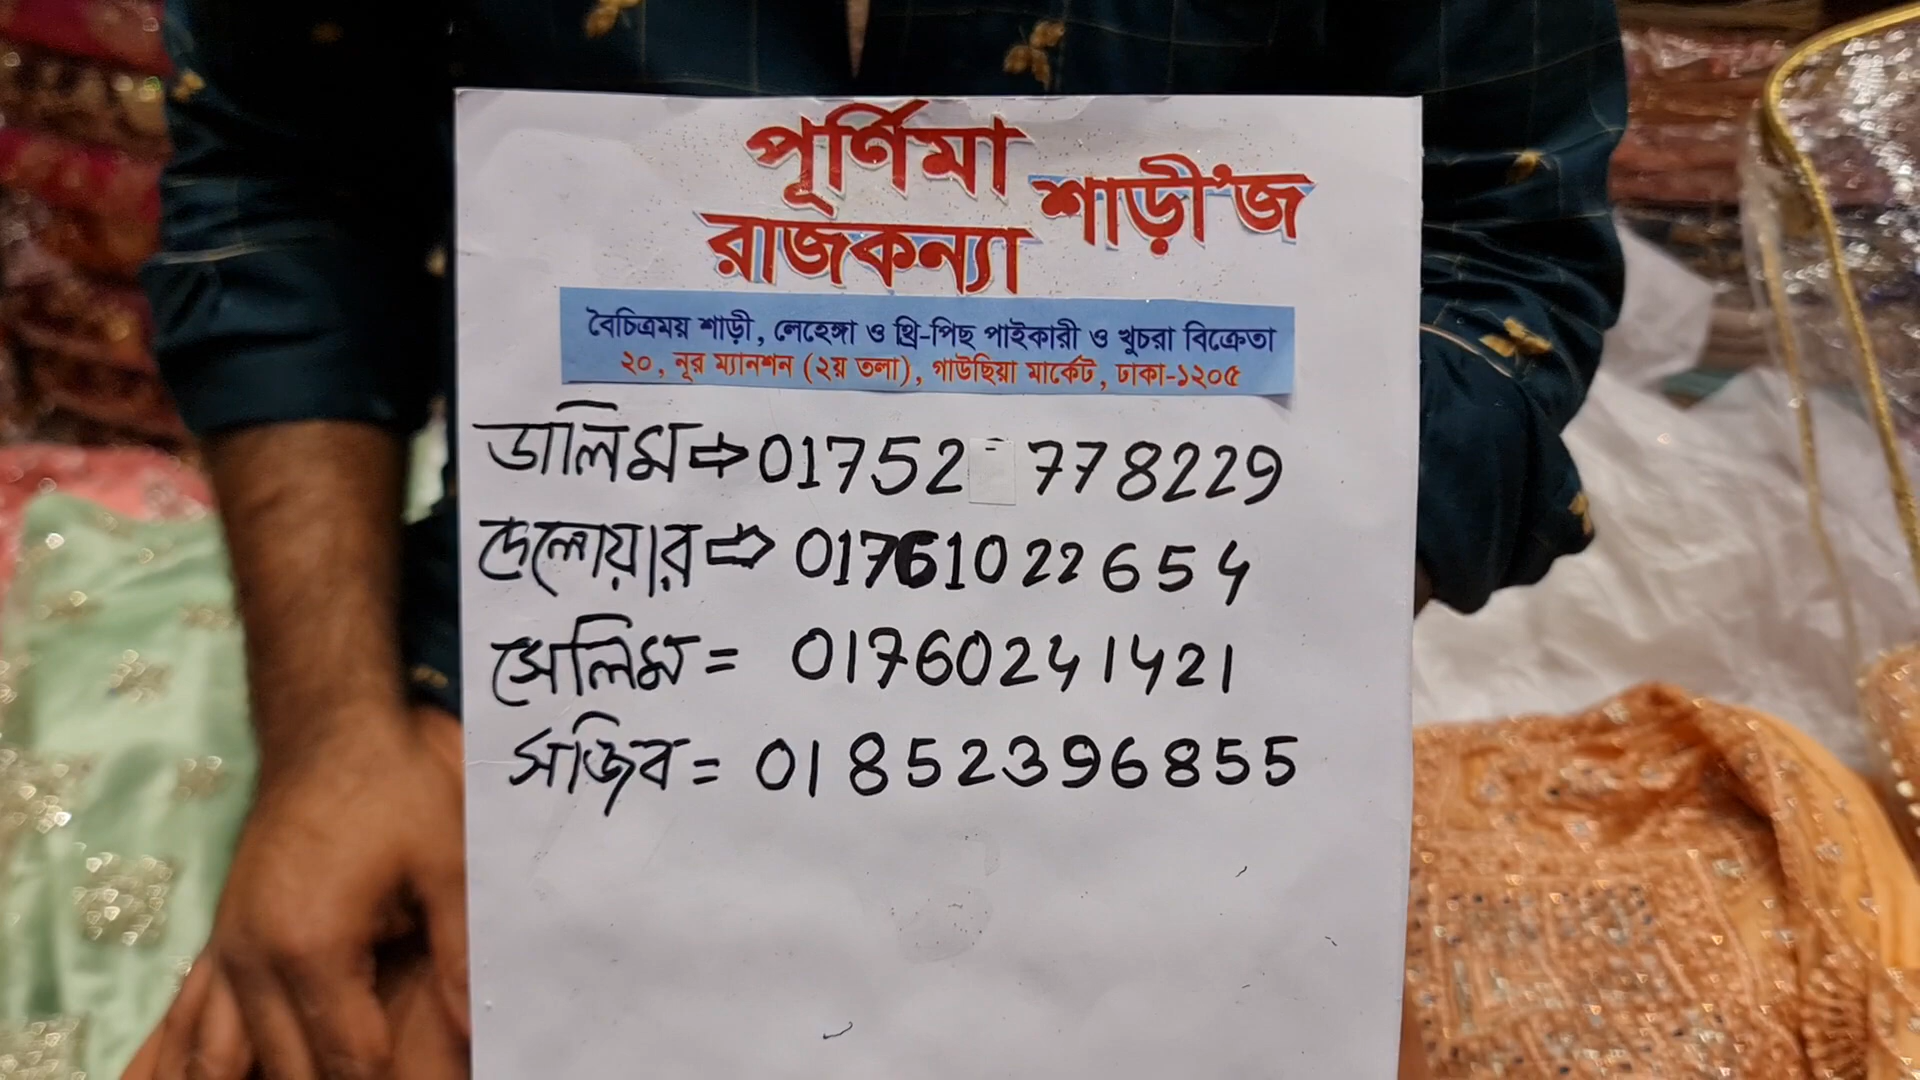 পূর্ণিমা
রাজকন্যা শাড়ী'জ
বৈচিত্রময় শাড়ী, লেহেঙ্গা ও থ্রি-পিছ পাইকারী ও খুচরা বিক্রেতা
২০, নূর ম্যানশন (২য় তলা), গাউছিয়া মার্কেট, ঢাকা-১২০৫
ডালিম ⇨ 01752 778229
দেলোয়ার ⇨ 01761022654
সেলিম = 01760241421
সজিব = 01852396855